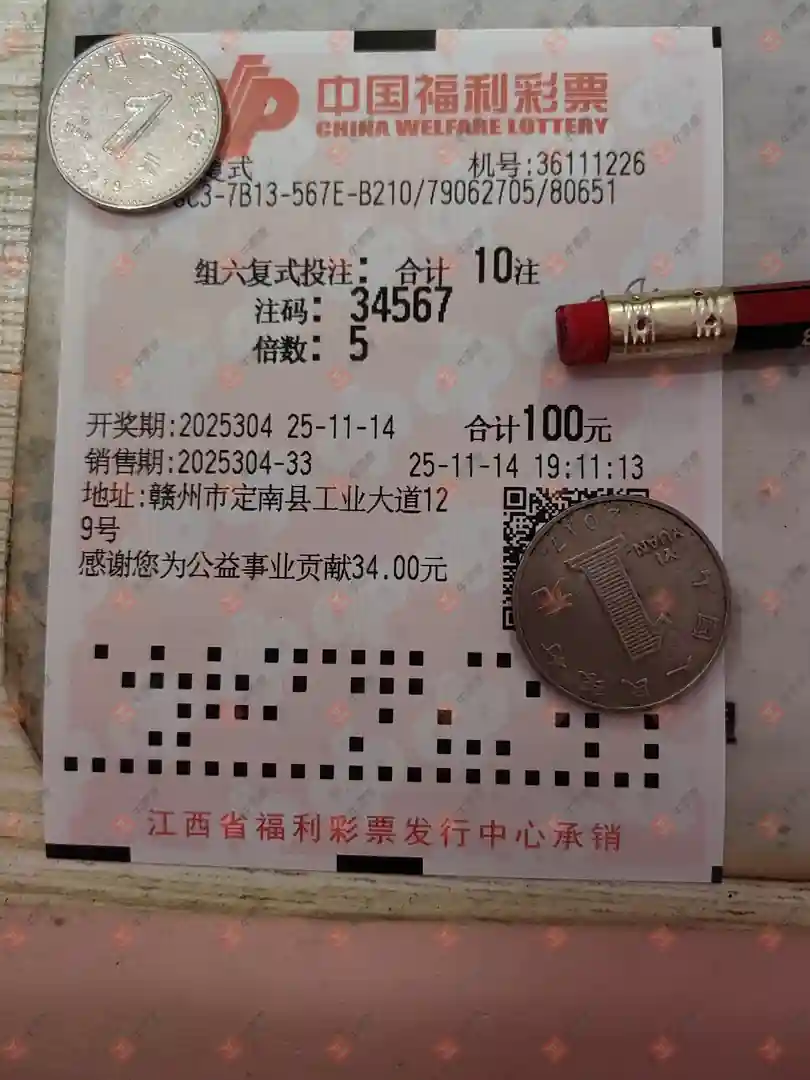 中国福利彩票
CHINA WELFARE LOTTERY
复式 机号:36111226
C3-7B13-567E-B210/79062705/80651
组六复式投注: 合计 10注
注码: 34567
倍数: 5
开奖期:2025304 25-11-14 合计100元
销售期:2025304-33 25-11-14 19:11:13
地址:赣州市定南县工业大道12
9号
感谢您为公益事业贡献34.00元
江西省福利彩票发行中心承销